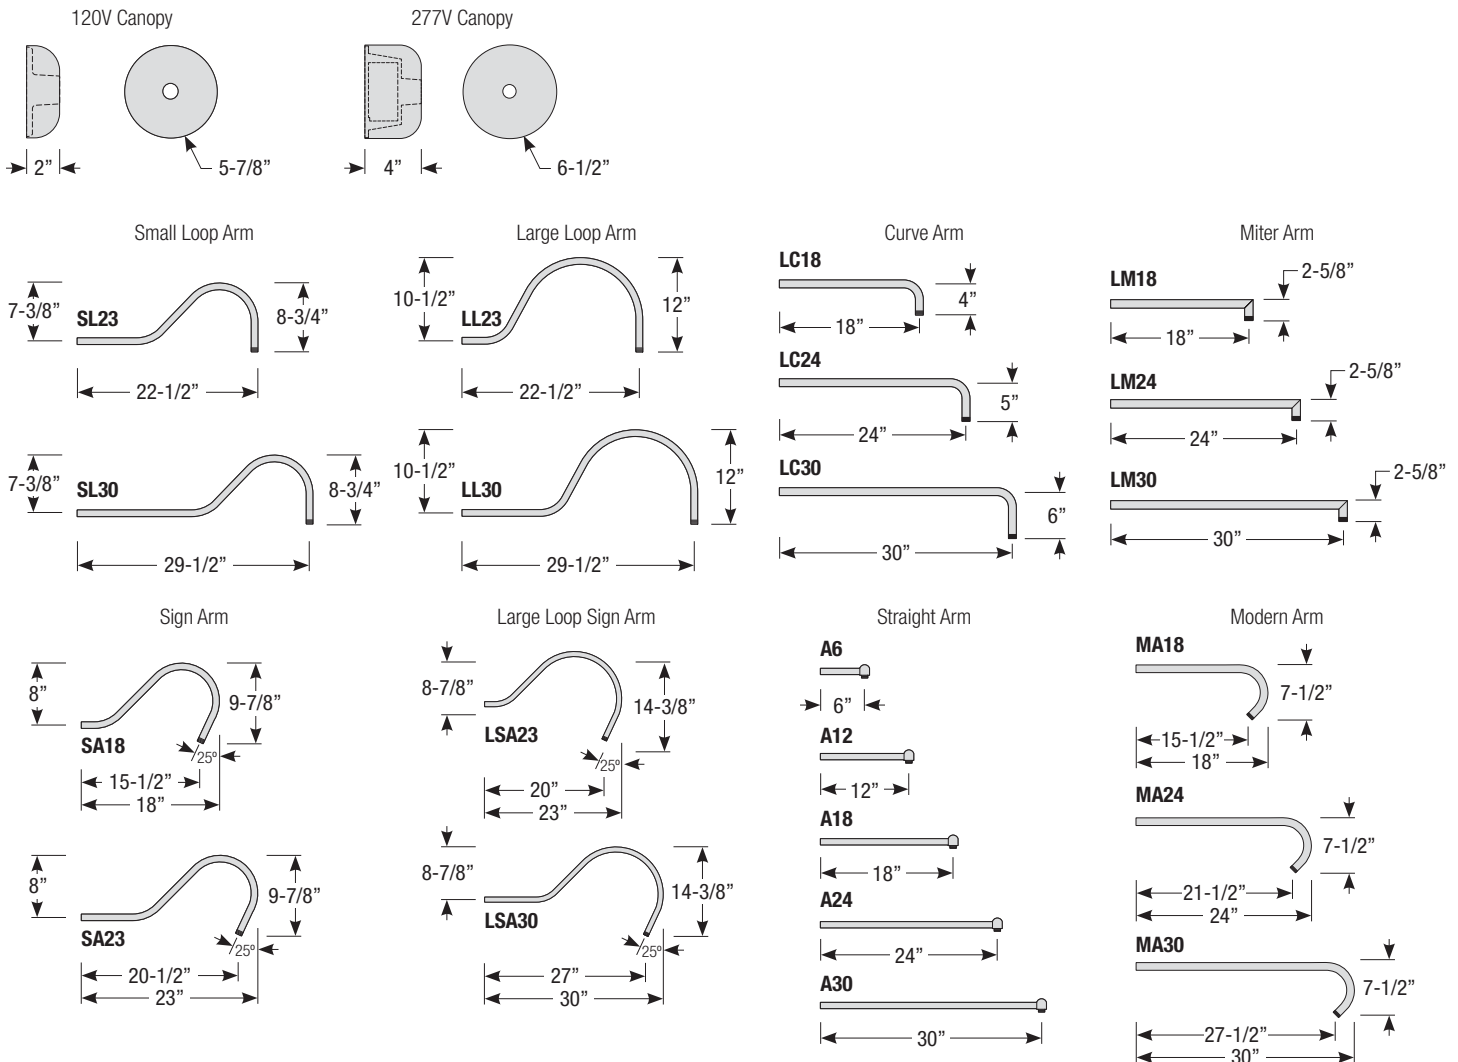 120V Canopy
277V Canopy
2”
5-7/8”
4”
6-1/2”
Small Loop Arm
Large Loop Arm
Curve Arm
Miter Arm
7-3/8”
SL23
8-3/4”
22-1/2”
10-1/2”
LL23
12”
22-1/2”
LC18
4”
18”
LM18
2-5/8”
18”
LC24
5”
24”
LM24
2-5/8”
24”
7-3/8”
SL30
8-3/4”
29-1/2”
10-1/2”
LL30
12”
29-1/2”
LC30
6”
30”
LM30
2-5/8”
30”
Sign Arm
Large Loop Sign Arm
Straight Arm
Modern Arm
8”
9-7/8”
SA18
25º
15-1/2”
18”
8-7/8”
14-3/8”
LSA23
25º
20”
23”
A6
6”
A12
12”
MA18
7-1/2”
15-1/2”
18”
8”
9-7/8”
SA23
25º
20-1/2”
23”
8-7/8”
14-3/8”
LSA30
25º
27”
30”
A18
18”
A24
24”
A30
30”
MA24
7-1/2”
21-1/2”
24”
MA30
7-1/2”
27-1/2”
30”